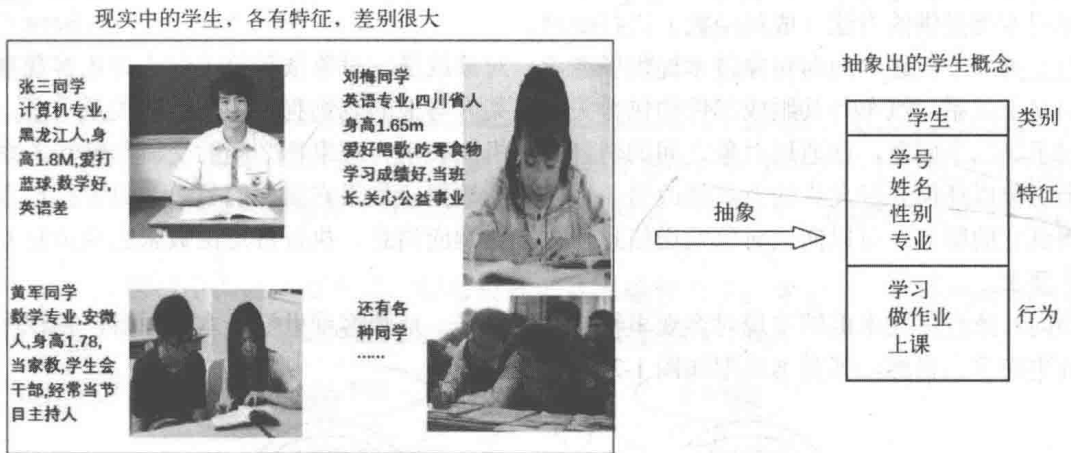 现实中的学生，各有特征，差别很大
张三同学
计算机专业,
黑龙江人,身
高1.8M,爱打
蓝球,数学好,
英语差
刘梅同学
英语专业,四川省人
身高1.65m
爱好唱歌,吃零食物
学习成绩好,当班
长,关心公益事业
黄军同学
数学专业,安微
人,身高1.78,
当家教,学生会
干部,经常当节
日主持人
还有各
种同学
……
抽象
抽象出的学生概念
学生
类别
学号
姓名
性别
专业
特征
学习
做作业
上课
行为